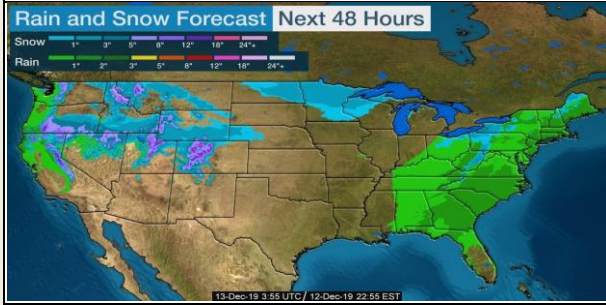 Rain and Snow Forecast Next 48 Hours
Snow
1" 3" 5" 8" 12" 18" 24"+
Rain
1" 2" 3" 5" 8" 12" 18" 24"+
13-Dec-19 3:55 UTC / 12-Dec-19 22:55 EST